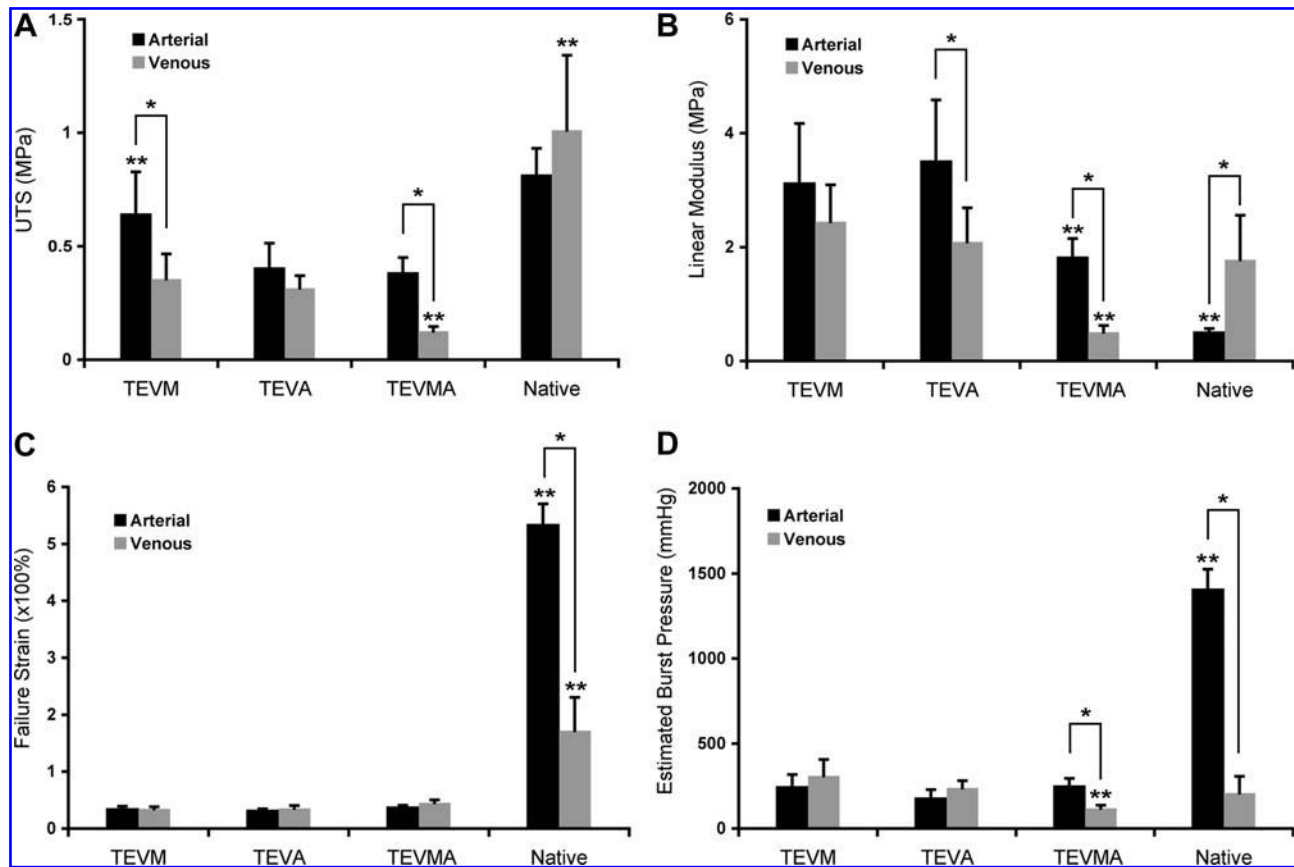 A
UTS (MPa)
1.5
1
0.5
0
Arterial
Venous
*
**
*
**
**
TEVM TEVA TEVMA Native
B
Linear Modulus (MPa)
6
4
2
0
Arterial
Venous
*
*
**
**
*
**
TEVM TEVA TEVMA Native
C
Failure Strain (x100%)
6
5
4
3
2
1
0
Arterial
Venous
*
**
**
TEVM TEVA TEVMA Native
D
Estimated Burst Pressure (mmHg)
2000
1500
1000
500
0
Arterial
Venous
*
**
*
**
TEVM TEVA TEVMA Native